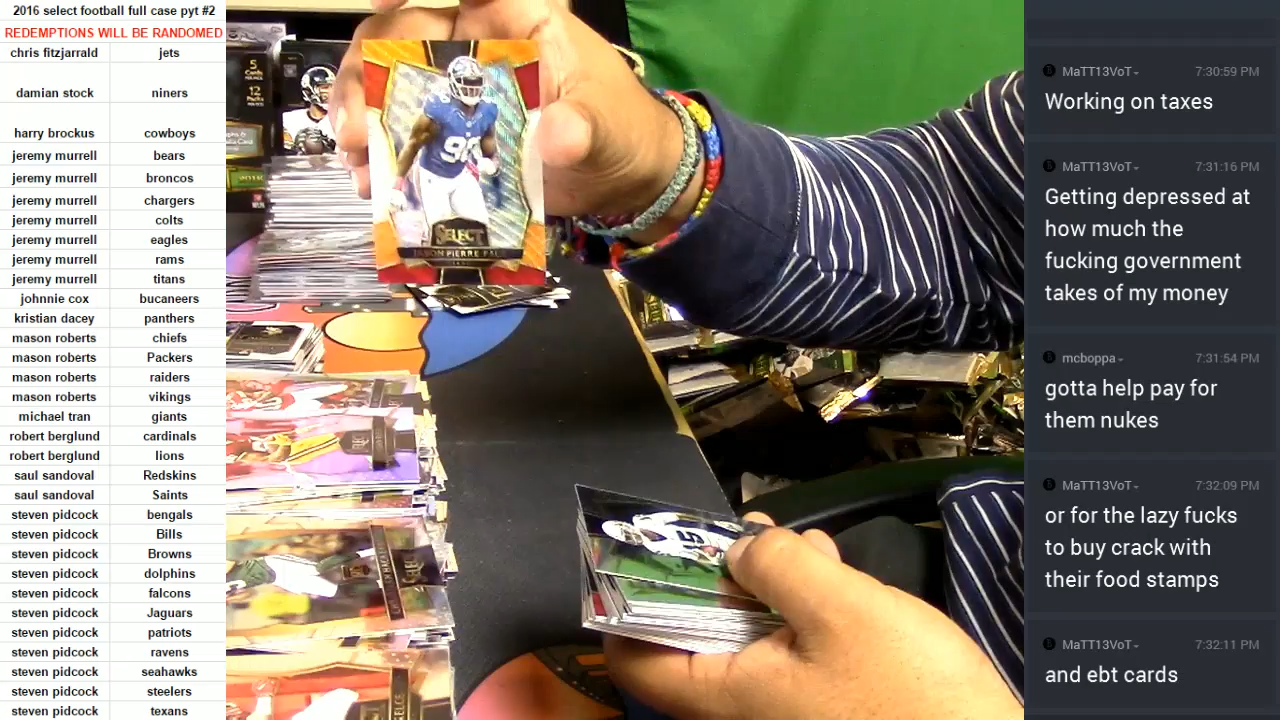 2016 select football full case pyt #2
REDEMPTIONS WILL BE RANDOMED
chris fitzjarrald jets
damian stock niners
harry brockus cowboys
jeremy murrell bears
jeremy murrell broncos
jeremy murrell chargers
jeremy murrell colts
jeremy murrell eagles
jeremy murrell rams
jeremy murrell titans
johnnie cox bucaneers
kristian dacey panthers
mason roberts chiefs
mason roberts Packers
mason roberts raiders
mason roberts vikings
michael tran giants
robert berglund cardinals
robert berglund lions
saul sandoval Redskins
saul sandoval Saints
steven pidcock bengals
steven pidcock Bills
steven pidcock Browns
steven pidcock dolphins
steven pidcock falcons
steven pidcock Jaguars
steven pidcock patriots
steven pidcock ravens
steven pidcock seahawks
steven pidcock steelers
steven pidcock texans
5
Cards
12
Packs
90
SELECT
JASON PIERRE-PAUL
MaTT13VoT 7:30:59 PM
Working on taxes
MaTT13VoT 7:31:16 PM
Getting depressed at
how much the
fucking government
takes of my money
mcboppa 7:31:54 PM
gotta help pay for
them nukes
MaTT13VoT 7:32:09 PM
or for the lazy fucks
to buy crack with
their food stamps
MaTT13VoT 7:32:11 PM
and ebt cards